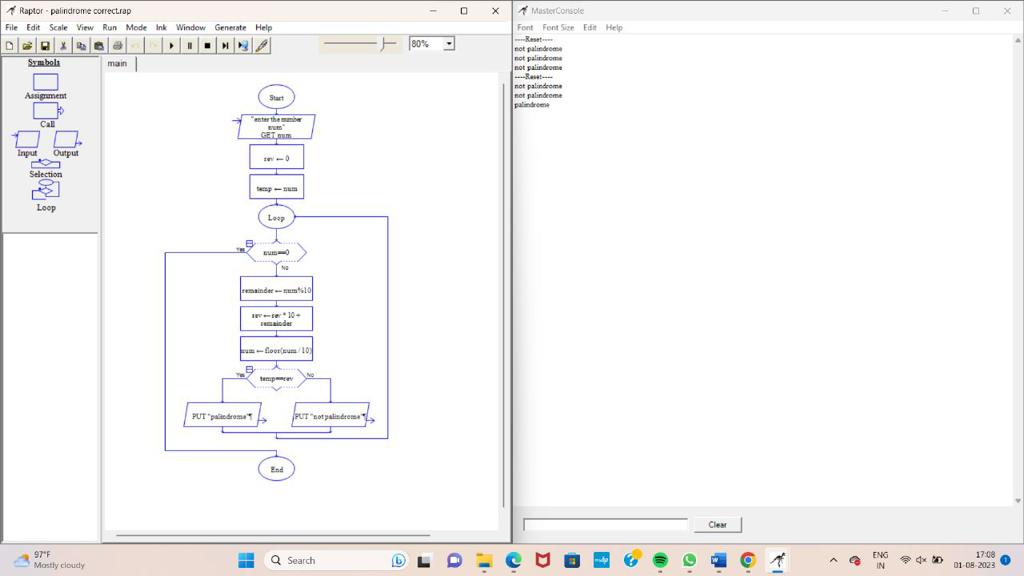 Raptor - palindrome correct.rap
File Edit Scale View Run Mode Ink Window Generate Help
80%
Symbols
Assignment
Call
Input Output
Selection
Loop
main
Start
"enter the number
num"
GET num
rev ← 0
temp ← num
Loop
Yes
num==0
No
remainder ← num%10
rev ← rev * 10 +
remainder
num ← floor(num / 10)
Yes
temp==rev
No
PUT "palindrome"¶
PUT "not palindrome"¶
End
MasterConsole
Font Font Size Edit Help
----Reset----
not palindrome
not palindrome
not palindrome
----Reset----
not palindrome
not palindrome
palindrome
Clear
97°F
Mostly cloudy
Search
ENG
IN
17:08
01-08-2023
1